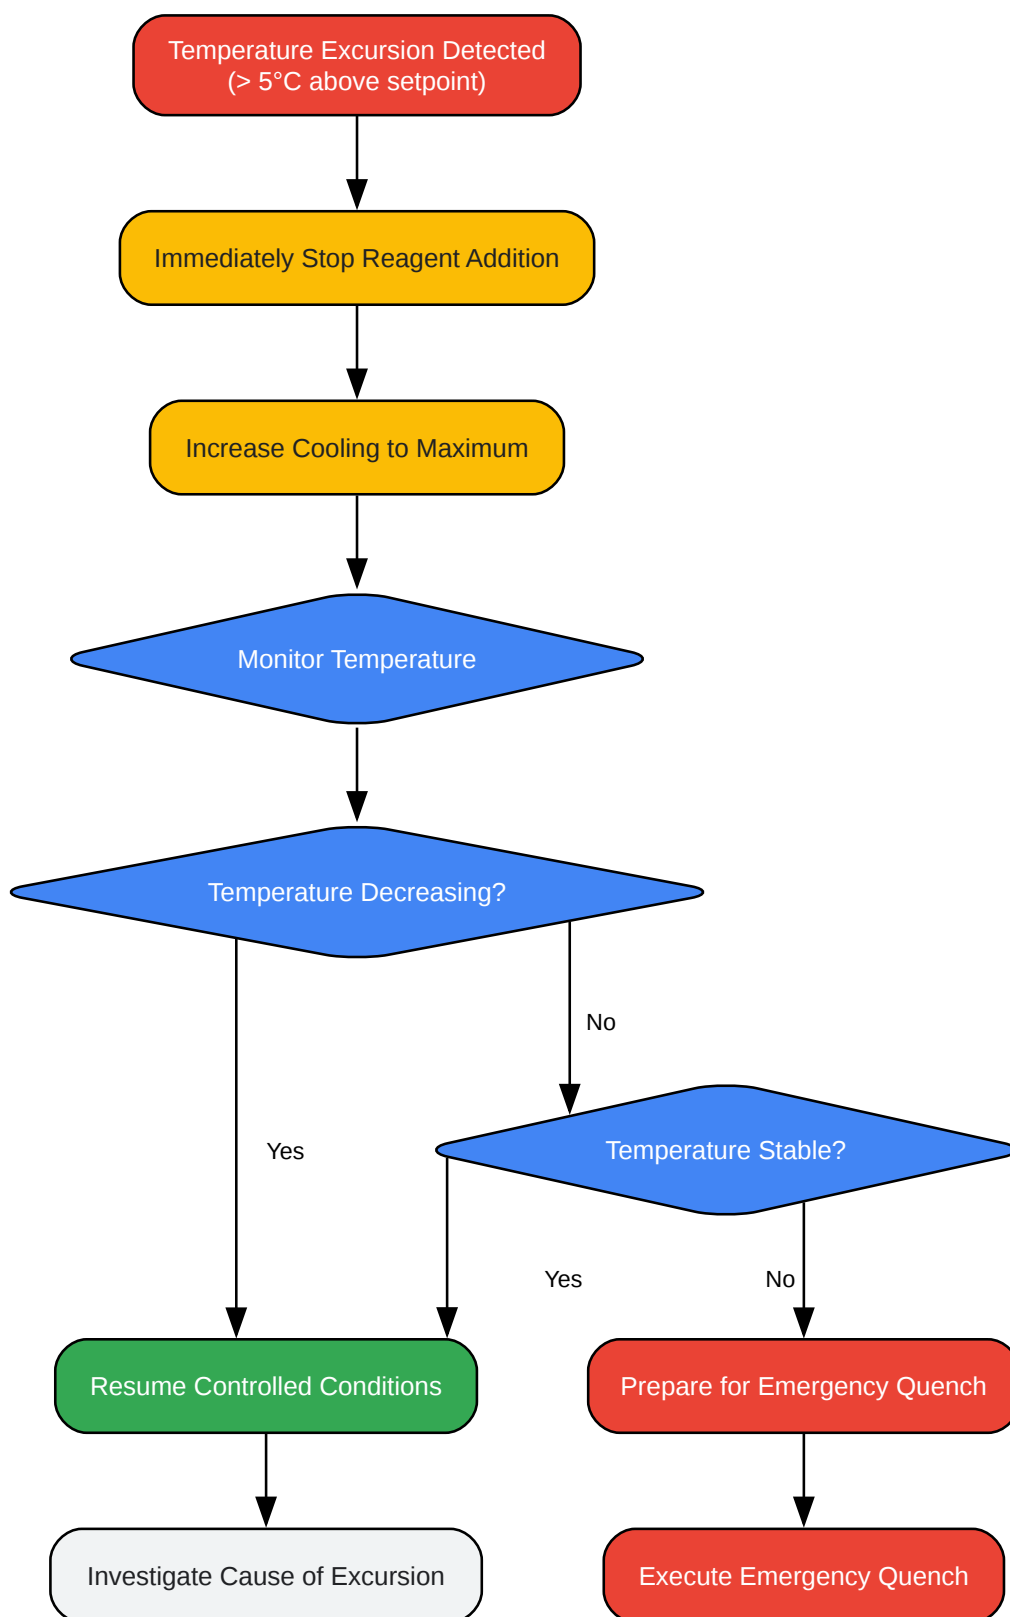 Temperature Excursion Detected
(> 5°C above setpoint)
Immediately Stop Reagent Addition
Increase Cooling to Maximum
Monitor Temperature
Temperature Decreasing?
No
Yes
Temperature Stable?
Yes
No
Resume Controlled Conditions
Prepare for Emergency Quench
Investigate Cause of Excursion
Execute Emergency Quench